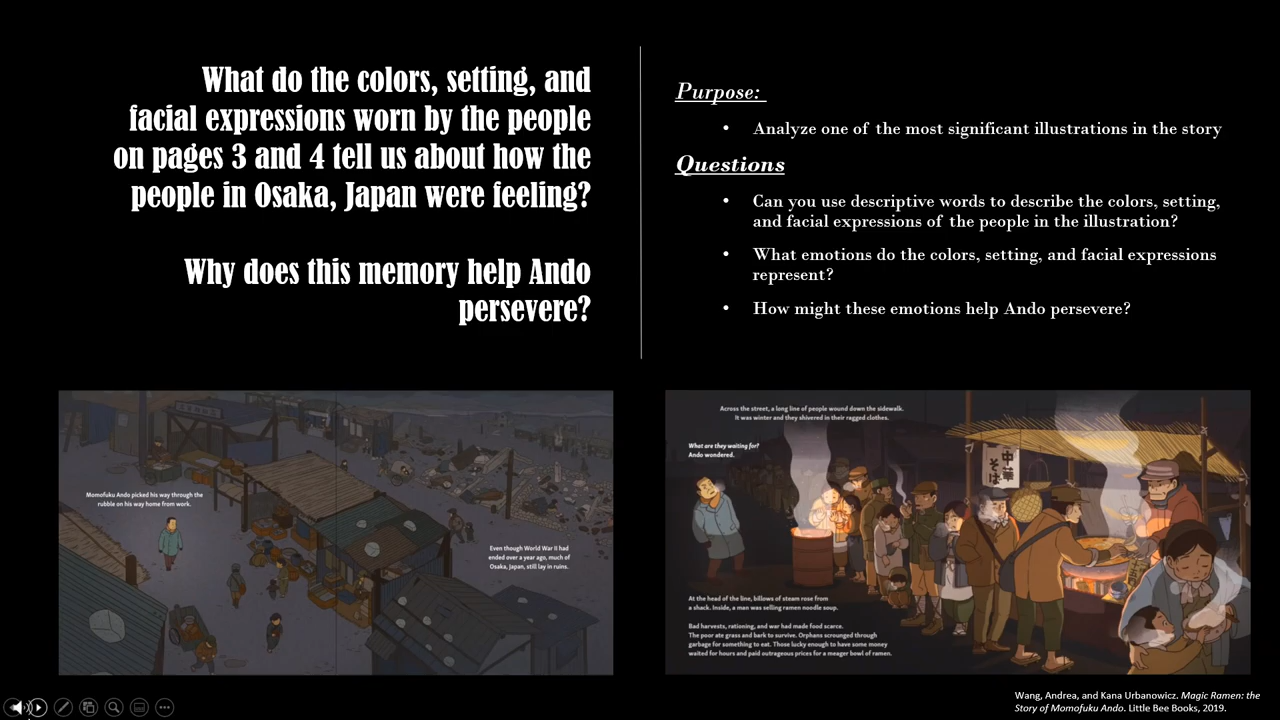 What do the colors, setting, and
facial expressions worn by the people
on pages 3 and 4 tell us about how the
people in Osaka, Japan were feeling?
Why does this memory help Ando
persevere?
Purpose:
• Analyze one of the most significant illustrations in the story
Questions
• Can you use descriptive words to describe the colors, setting,
and facial expressions of the people in the illustration?
• What emotions do the colors, setting, and facial expressions
represent?
• How might these emotions help Ando persevere?
Momofuku Ando picked his way through the
rubble on his way home from work.
Even though World War II had
ended over a year ago, much of
Osaka, Japan, still lay in ruins.
Across the street, a long line of people wound down the sidewalk.
It was winter and they shivered in their ragged clothes.
What are they waiting for?
Ando wondered.
中華そば
At the head of the line, billows of steam rose from
a shack. Inside, a man was selling ramen noodle soup.
Bad harvests, rationing, and war had made food scarce.
The poor ate grass and bark to survive. Orphans scrounged through
garbage for something to eat. Those lucky enough to have some money
waited for hours and paid outrageous prices for a meager bowl of ramen.
Wang, Andrea, and Kana Urbanowicz. Magic Ramen: the
Story of Momofuku Ando. Little Bee Books, 2019.